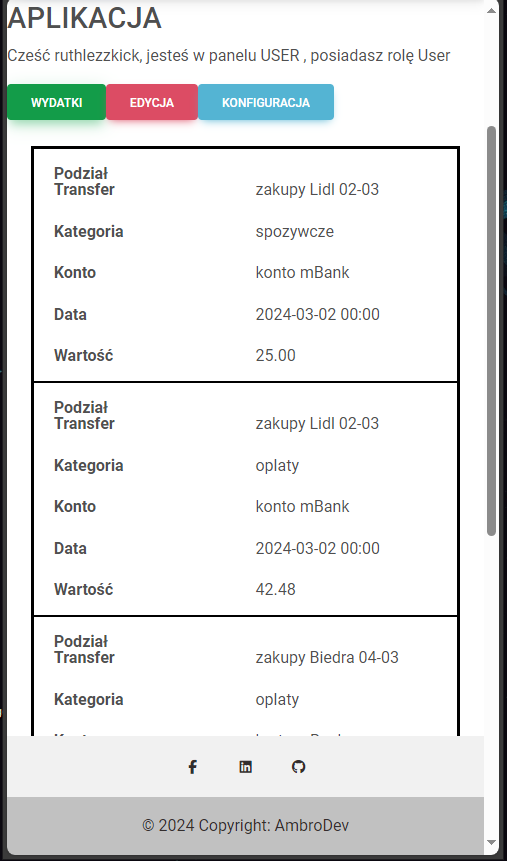 APLIKACJA
Cześć ruthlezzkick, jesteś w panelu USER , posiadasz rolę User
WYDATKI EDYCJA KONFIGURACJA
Podział
Transfer zakupy Lidl 02-03
Kategoria spozywcze
Konto konto mBank
Data 2024-03-02 00:00
Wartość 25.00
Podział
Transfer zakupy Lidl 02-03
Kategoria oplaty
Konto konto mBank
Data 2024-03-02 00:00
Wartość 42.48
Podział
Transfer zakupy Biedra 04-03
Kategoria oplaty
© 2024 Copyright: AmbroDev